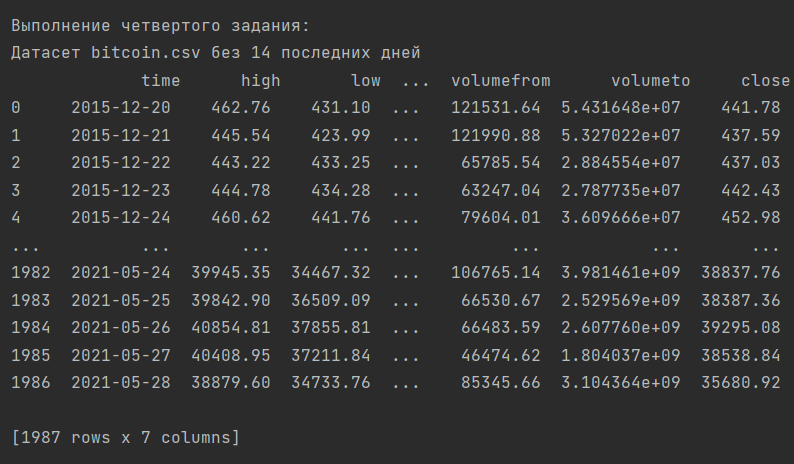 Выполнение четвертого задания:
Датасет bitcoin.csv без 14 последних дней
time high low ... volumefrom volumeto close
0 2015-12-20 462.76 431.10 ... 121531.64 5.431648e+07 441.78
1 2015-12-21 445.54 423.99 ... 121990.88 5.327022e+07 437.59
2 2015-12-22 443.22 433.25 ... 65785.54 2.884554e+07 437.03
3 2015-12-23 444.78 434.28 ... 63247.04 2.787735e+07 442.43
4 2015-12-24 460.62 441.76 ... 79604.01 3.609666e+07 452.98
... ... ... ... ... ... ... ...
1982 2021-05-24 39945.35 34467.32 ... 106765.14 3.981461e+09 38837.76
1983 2021-05-25 39842.90 36509.09 ... 66530.67 2.529569e+09 38387.36
1984 2021-05-26 40854.81 37855.81 ... 66483.59 2.607760e+09 39295.08
1985 2021-05-27 40408.95 37211.84 ... 46474.62 1.804037e+09 38538.84
1986 2021-05-28 38879.60 34733.76 ... 85345.66 3.104364e+09 35680.92
[1987 rows x 7 columns]